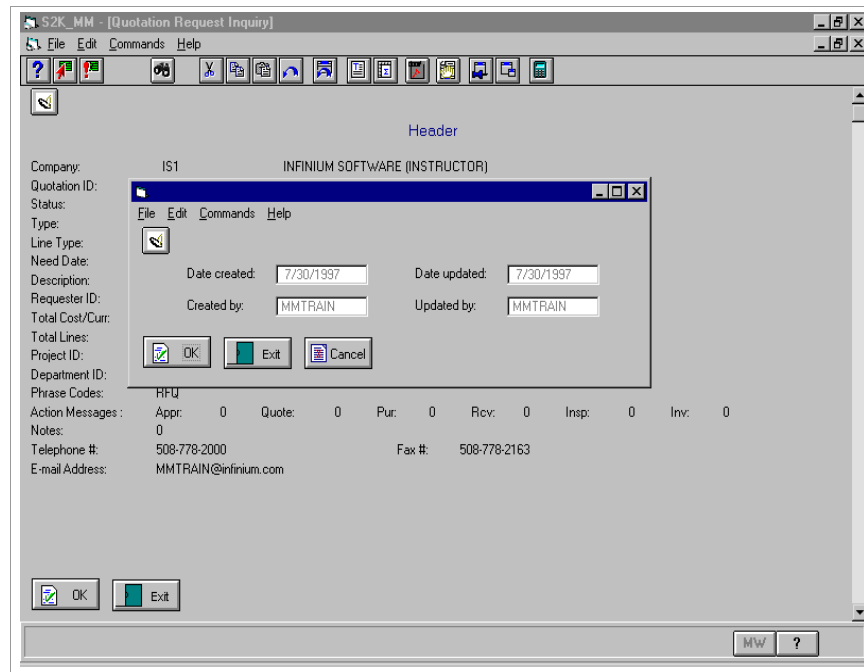 S2K_MM - [Quotation Request Inquiry]
File Edit Commands Help
Header
Company: IS1 INFINIUM SOFTWARE (INSTRUCTOR)
Quotation ID:
Status:
Type:
Line Type:
Need Date:
Description:
Requester ID:
Total Cost/Curr:
Total Lines:
Project ID:
Department ID:
File Edit Commands Help
Date created: 7/30/1997 Date updated: 7/30/1997
Created by: MMTRAIN Updated by: MMTRAIN
OK Exit Cancel
Phrase Codes: RFQ
Action Messages : Appr: 0 Quote: 0 Pur: 0 Rcv: 0 Insp: 0 Inv: 0
Notes: 0
Telephone #: 508-778-2000 Fax #: 508-778-2163
E-mail Address: MMTRAIN@infinium.com
OK Exit
MW ?